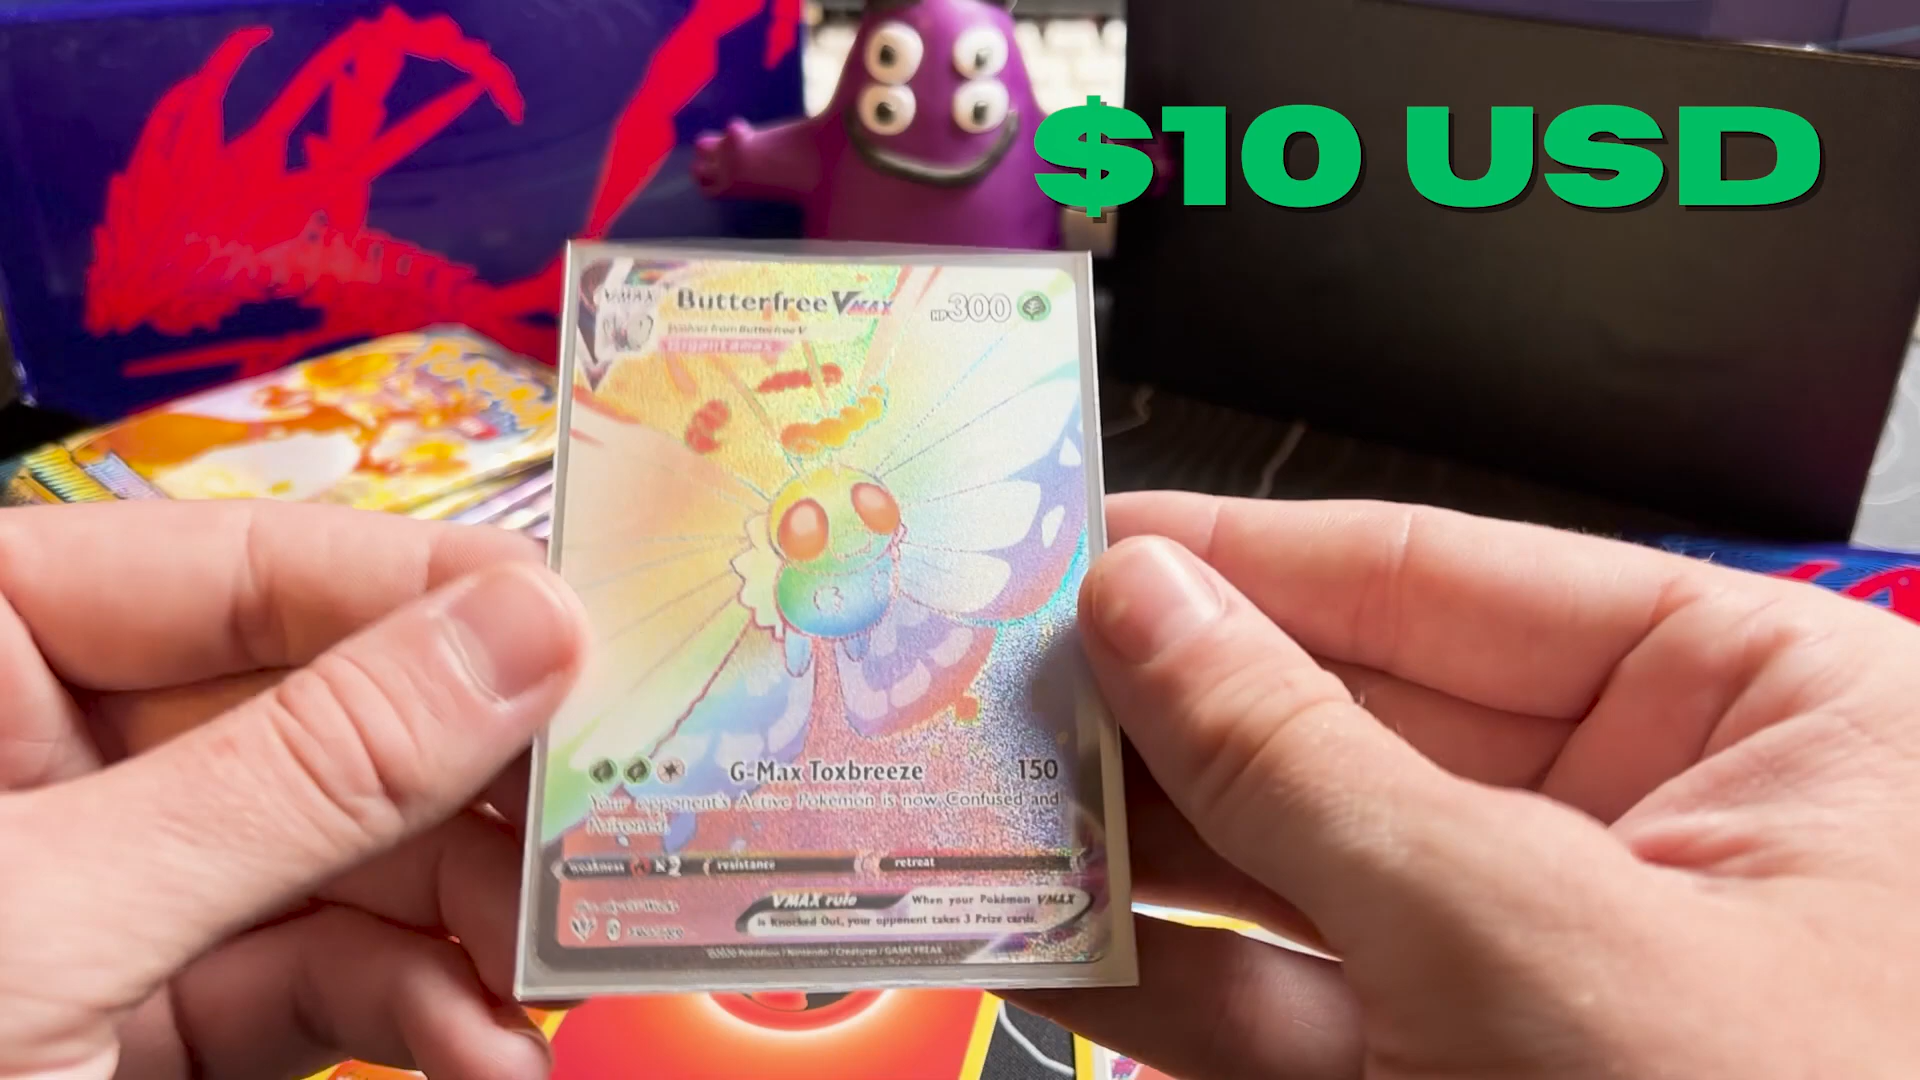 $10 USD
VMAX Butterfree VMAX HP 300
Evolves from Butterfree V
Gigantamax
G-Max Toxbreeze 150
Your opponent's Active Pokémon is now Confused and
Poisoned.
weakness ×2 resistance retreat
VMAX rule When your Pokémon VMAX
is Knocked Out, your opponent takes 3 Prize cards.
Pokémon / Nintendo / Creatures / GAME FREAK